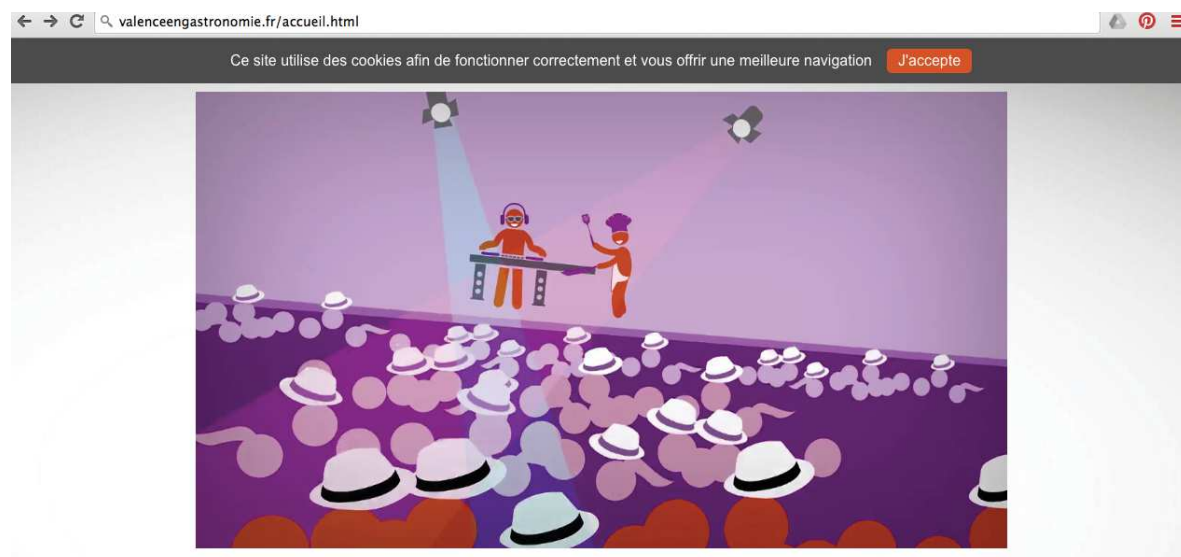 valenceengastronomie.fr/accueil.html
Ce site utilise des cookies afin de fonctionner correctement et vous offrir une meilleure navigation J'accepte